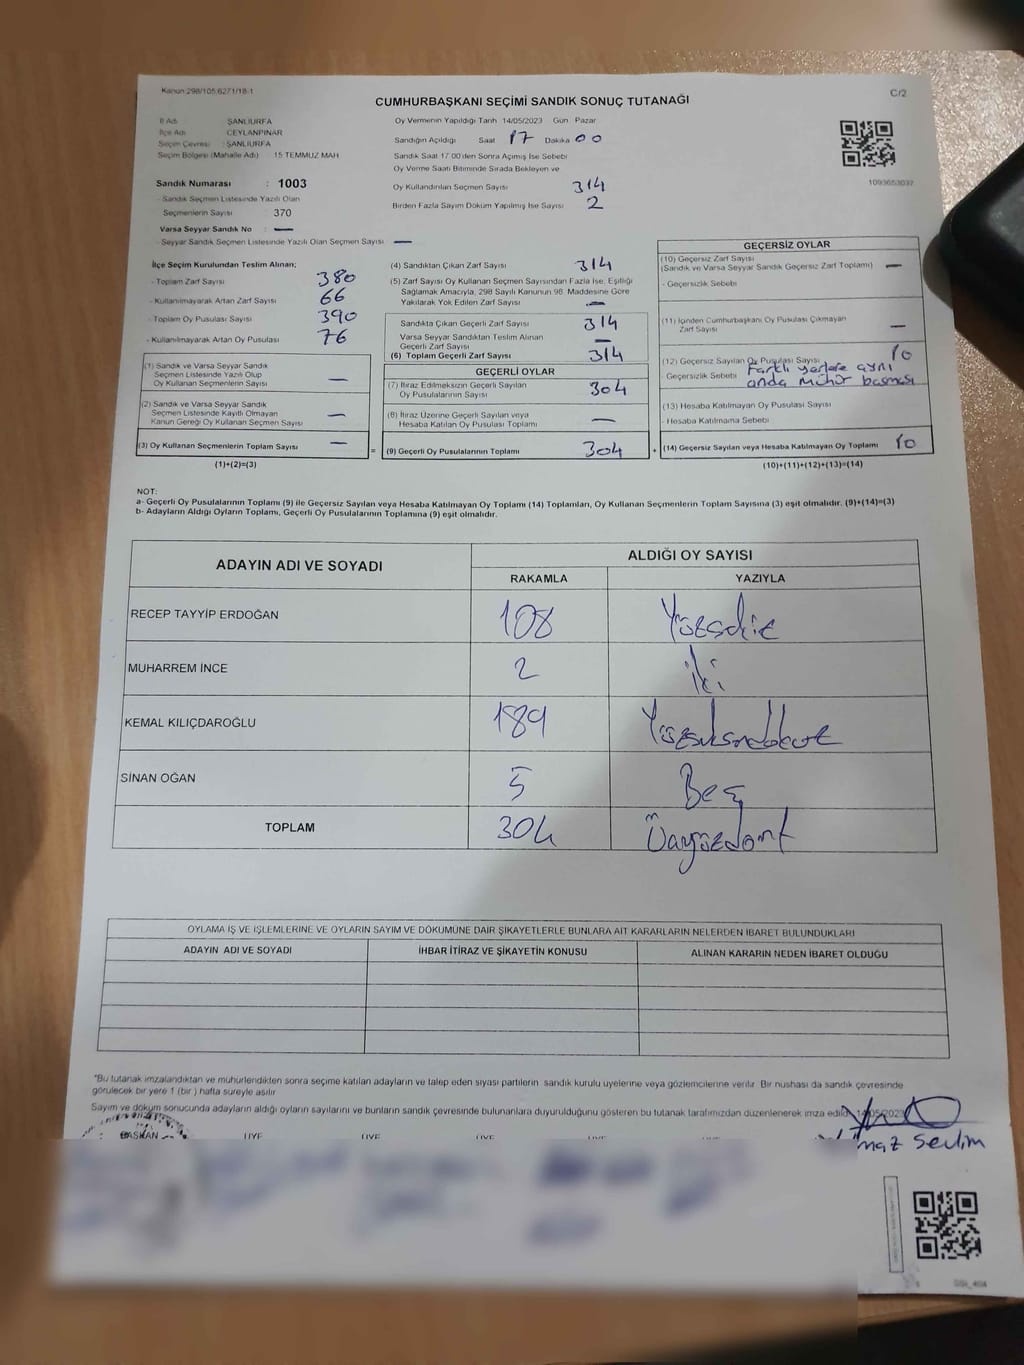 Kanun:298/105,6271/18-1
C/2
CUMHURBAŞKANI SEÇİMİ SANDIK SONUÇ TUTANAĞI
İl Adı : ŞANLIURFA
İlçe Adı : CEYLANPINAR
Seçim Çevresi : ŞANLIURFA
Seçim Bölgesi (Mahalle Adı) 15 TEMMUZ MAH
Sandık Numarası : 1003
- Sandık Seçmen Listesinde Yazılı Olan
Seçmenlerin Sayısı : 370
Varsa Seyyar Sandık No : —
- Seyyar Sandık Seçmen Listesinde Yazılı Olan Seçmen Sayısı : —
Oy Vermenin Yapıldığı Tarih 14/05/2023 Gün Pazar
Sandığın Açıldığı Saat 17 Dakika 00
Sandık Saat 17:00'den Sonra Açımış İse Sebebi
Oy Verme Saati Bitiminde Sırada Bekleyen ve
Oy Kullandırılan Seçmen Sayısı 314
Birden Fazla Sayım Döküm Yapılmış İse Sayısı 2
1093653037
İlçe Seçim Kurulundan Teslim Alınan;
- Toplam Zarf Sayısı 380
- Kullanılmayarak Artan Zarf Sayısı 66
- Toplam Oy Pusulası Sayısı 390
- Kullanılmayarak Artan Oy Pusulası 76
(1) Sandık ve Varsa Seyyar Sandık
Seçmen Listesinde Yazılı Olup
Oy Kullanan Seçmenlerin Sayısı —
(2) Sandık ve Varsa Seyyar Sandık
Seçmen Listesinde Kayıtlı Olmayan
Kanun Gereği Oy Kullanan Seçmen Sayısı —
(3) Oy Kullanan Seçmenlerin Toplam Sayısı —
(1)+(2)=(3)
(4) Sandıktan Çıkan Zarf Sayısı 314
(5) Zarf Sayısı Oy Kullanan Seçmen Sayısından Fazla İse, Eşitliği
Sağlamak Amacıyla, 298 Sayılı Kanunun 98. Maddesine Göre
Yakılarak Yok Edilen Zarf Sayısı —
Sandıkta Çıkan Geçerli Zarf Sayısı 314
Varsa Seyyar Sandıktan Teslim Alınan
Geçerli Zarf Sayısı —
(6) Toplam Geçerli Zarf Sayısı 314
GEÇERLİ OYLAR
(7) İtiraz Edilmeksizin Geçerli Sayılan
Oy Pusulalarının Sayısı 304
(8) İtiraz Üzerine Geçerli Sayılan veya
Hesaba Katılan Oy Pusulası Toplamı —
= (9) Geçerli Oy Pusulalarının Toplamı 304
GEÇERSİZ OYLAR
(10) Geçersiz Zarf Sayısı
(Sandık ve Varsa Seyyar Sandık Geçersiz Zarf Toplamı) —
- Geçersizlik Sebebi
(11) İçinden Cumhurbaşkanı Oy Pusulası Çıkmayan
Zarf Sayısı —
(12) Geçersiz Sayılan Oy Pusulası Sayısı 10
Geçersizlik Sebebi Farklı yerlere aynı
anda mühür basması
(13) Hesaba Katılmayan Oy Pusulası Sayısı
- Hesaba Katılmama Sebebi
+ (14) Geçersiz Sayılan veya Hesaba Katılmayan Oy Toplamı 10
(10)+(11)+(12)+(13)=(14)
NOT:
a- Geçerli Oy Pusulalarının Toplamı (9) ile Geçersiz Sayılan veya Hesaba Katılmayan Oy Toplamı (14) Toplamları, Oy Kullanan Seçmenlerin Toplam Sayısına (3) eşit olmalıdır. (9)+(14)=(3)
b- Adayların Aldığı Oyların Toplamı, Geçerli Oy Pusulalarının Toplamına (9) eşit olmalıdır.
ADAYIN ADI VE SOYADI
ALDIĞI OY SAYISI
RAKAMLA YAZIYLA
RECEP TAYYİP ERDOĞAN 108 Yüzsekiz
MUHARREM İNCE 2 iki
KEMAL KILIÇDAROĞLU 189
SİNAN OĞAN 5 Beş
TOPLAM 304
OYLAMA İŞ VE İŞLEMLERİNE VE OYLARIN SAYIM VE DÖKÜMÜNE DAİR ŞİKAYETLERLE BUNLARA AİT KARARLARIN NELERDEN İBARET BULUNDUKLARI
ADAYIN ADI VE SOYADI İHBAR İTİRAZ VE ŞİKAYETİN KONUSU ALINAN KARARIN NEDEN İBARET OLDUĞU
"Bu tutanak imzalandıktan ve mühürlendikten sonra seçime katılan adayların ve talep eden siyasi partilerin sandık kurulu üyelerine veya gözlemcilerine verilir. Bir nüshası da sandık çevresinde
görülecek bir yere 1 (bir) hafta süreyle asılır
Sayım ve döküm sonucunda adayların aldığı oyların sayılarını ve bunların sandık çevresinde bulunanlara duyurulduğunu gösteren bu tutanak tarafımızdan düzenlenerek imza edildi. 14/05/2023
BAŞKAN ÜYE ÜYE ÜYE ÜYE ÜYE
Sevim